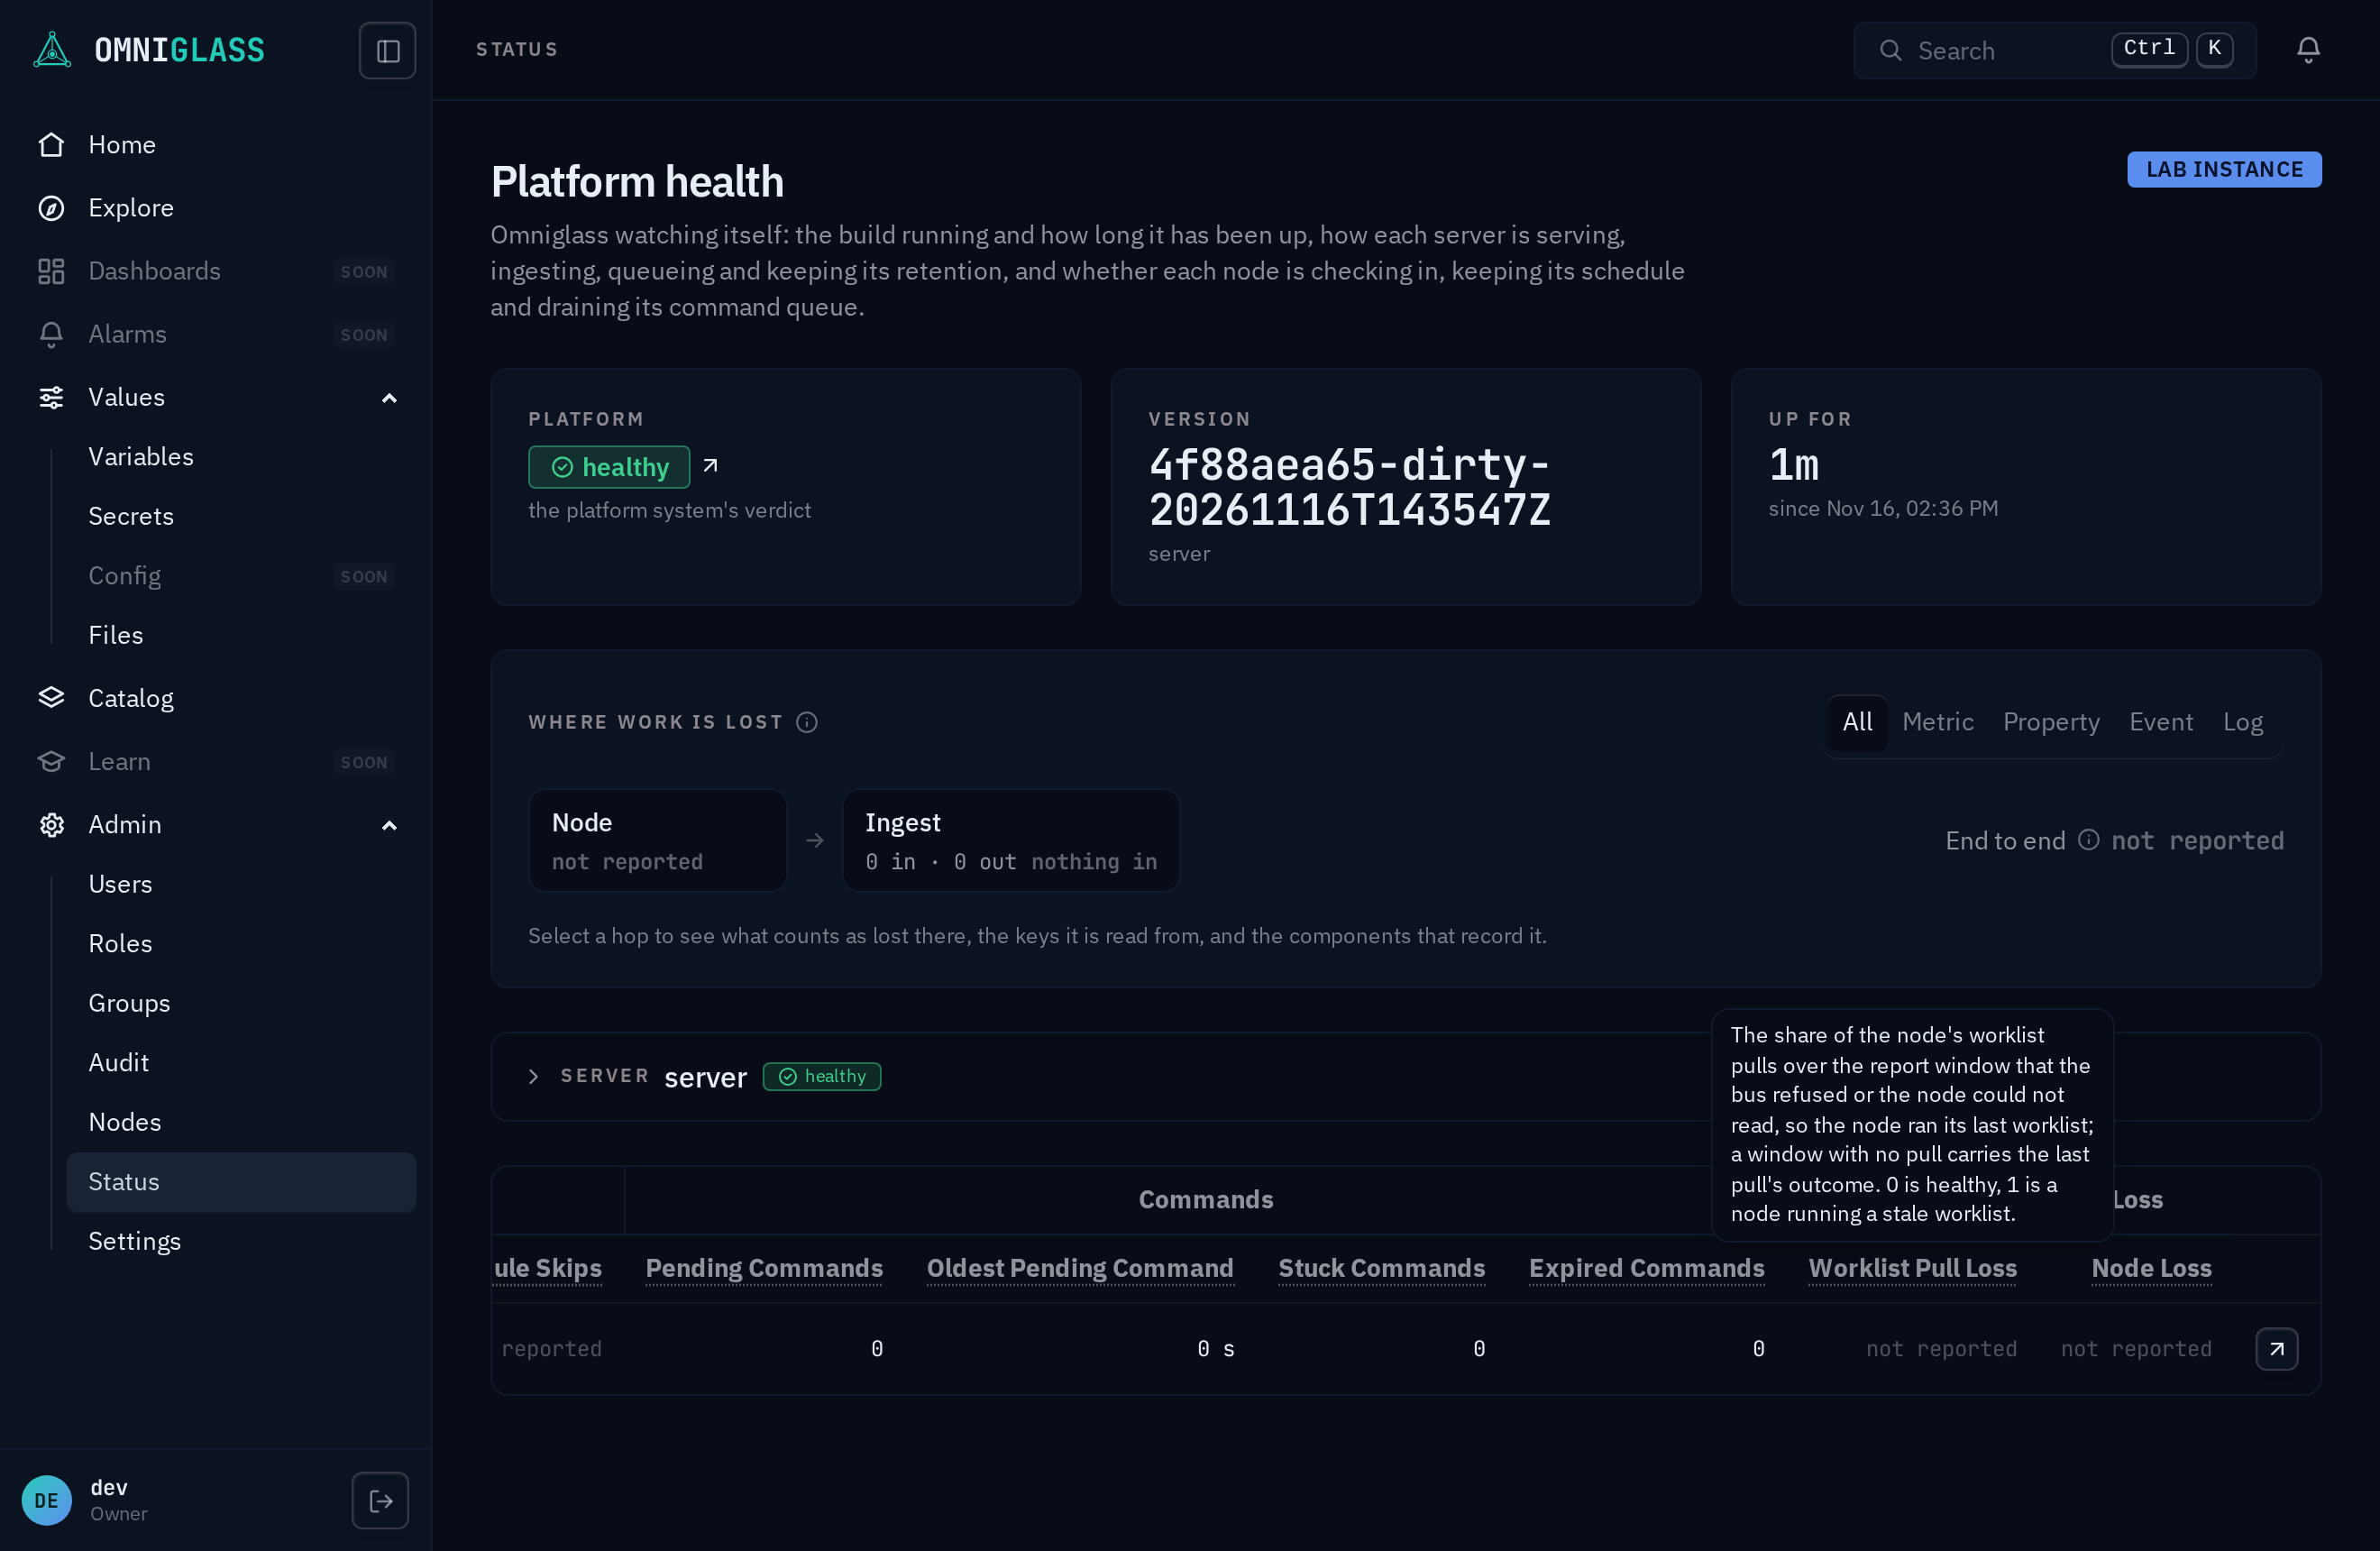 OMNIGLASS
STATUS
Search
Ctrl
K
Home
Explore
Dashboards
SOON
Alarms
SOON
Values
Variables
Secrets
Config
SOON
Files
Catalog
Learn
SOON
Admin
Users
Roles
Groups
Audit
Nodes
Status
Settings
DE
dev
Owner
Platform health
LAB INSTANCE
Omniglass watching itself: the build running and how long it has been up, how each server is serving,
ingesting, queueing and keeping its retention, and whether each node is checking in, keeping its schedule
and draining its command queue.
PLATFORM
healthy
the platform system's verdict
VERSION
4f88aea65-dirty-
20261116T143547Z
server
UP FOR
1m
since Nov 16, 02:36 PM
WHERE WORK IS LOST
All
Metric
Property
Event
Log
Node
not reported
Ingest
0 in · 0 out nothing in
End to end
not reported
Select a hop to see what counts as lost there, the keys it is read from, and the components that record it.
SERVER server healthy
The share of the node's worklist
pulls over the report window that the
bus refused or the node could not
read, so the node ran its last worklist;
a window with no pull carries the last
pull's outcome. 0 is healthy, 1 is a
node running a stale worklist.
Commands
Loss
ule Skips
Pending Commands
Oldest Pending Command
Stuck Commands
Expired Commands
Worklist Pull Loss
Node Loss
reported
0
0 s
0
0
not reported
not reported